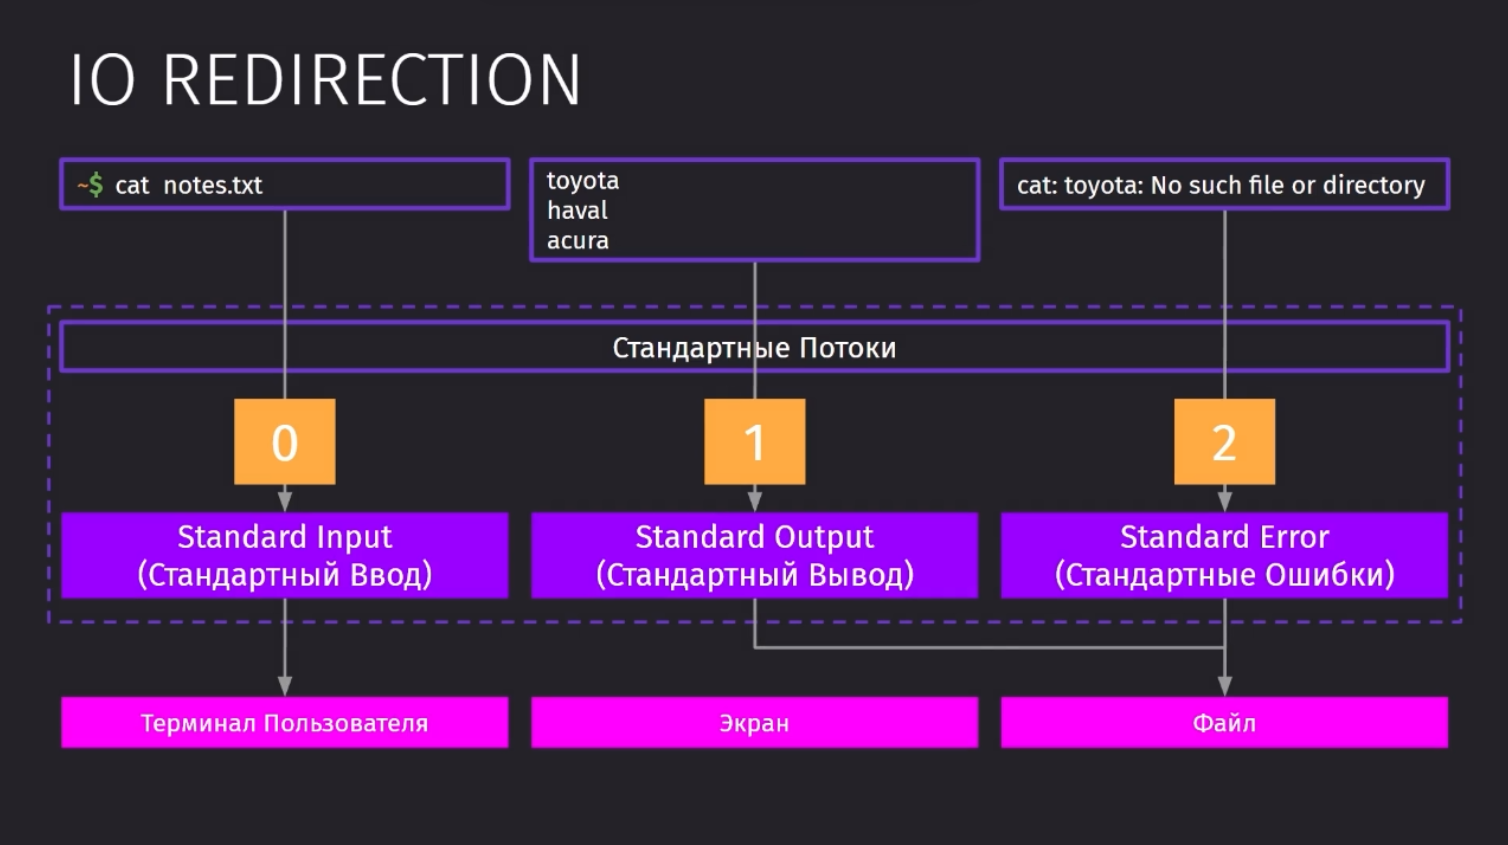 IO REDIRECTION
~$ cat notes.txt
toyota
haval
acura
cat: toyota: No such file or directory
Стандартные Потоки
0
1
2
Standard Input
(Стандартный Ввод)
Standard Output
(Стандартный Вывод)
Standard Error
(Стандартные Ошибки)
Терминал Пользователя
Экран
Файл